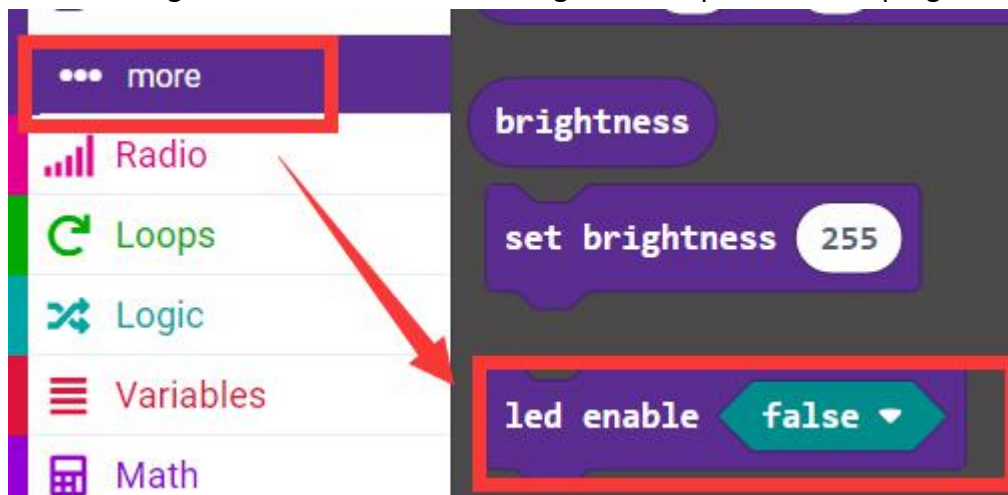 more
Radio
Loops
Logic
Variables
Math
brightness
set brightness 255
led enable false